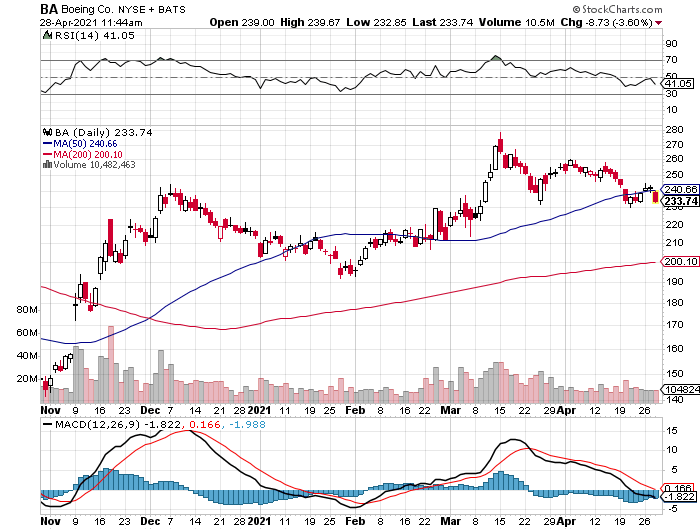 BA Boeing Co. NYSE + BATS
© StockCharts.com
28-Apr-2021 11:44am
Open 239.00 High 239.67 Low 232.85 Last 233.74 Volume 10.5M Chg -8.73 (-3.60%)
RSI(14) 41.05
90
70
50
41.05
30
10
BA (Daily) 233.74
MA(50) 240.66
MA(200) 200.10
Volume 10,482,463
280
270
260
250
240.66
233.74
230
220
210
200.10
190
180
170
160
150
140
80M
60M
40M
20M
104824
Nov 9 16 23 Dec 7 14 21 28 2021 11 19 25 Feb 8 16 22 Mar 8 15 22 29 Apr 12 19 26
MACD(12,26,9) -1.822, 0.166, -1.988
15
10
5
0.166
-1.822
-5
Nov 9 16 23 Dec 7 14 21 28 2021 11 19 25 Feb 8 16 22 Mar 8 15 22 29 Apr 12 19 26